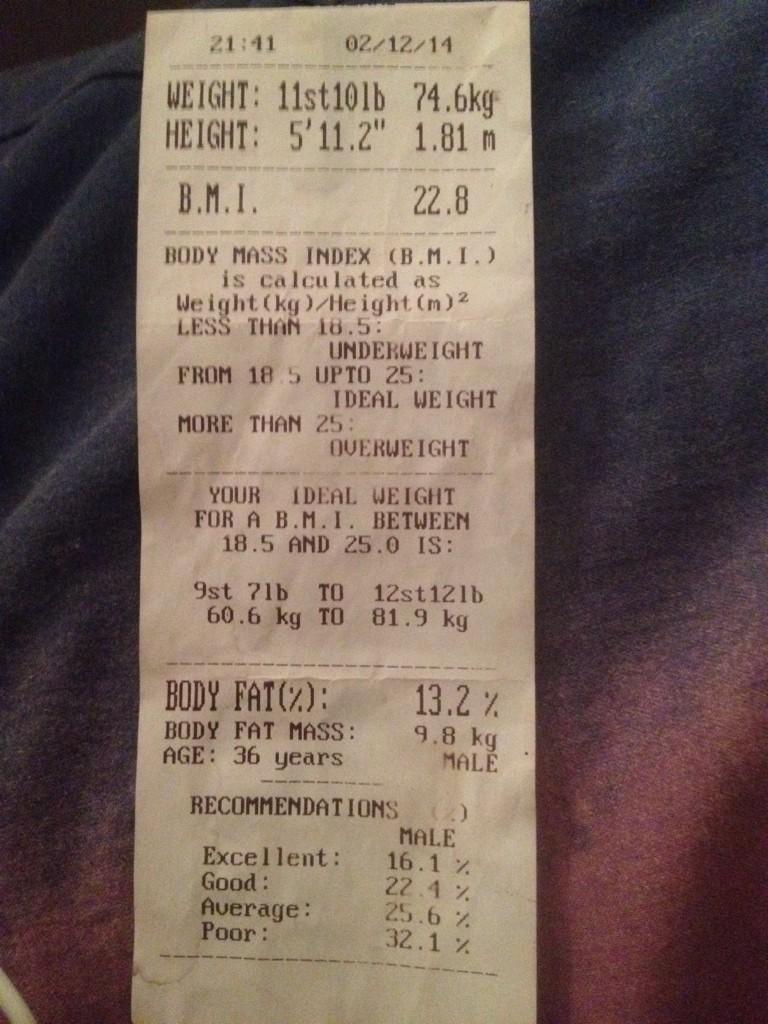 21:41 02/12/14
WEIGHT: 11st10lb 74.6kg
HEIGHT: 5'11.2" 1.81 m
B.M.I. 22.8
BODY MASS INDEX (B.M.I.)
is calculated as
Weight(kg)/Height(m)²
LESS THAN 18.5:
UNDERWEIGHT
FROM 18.5 UPTO 25:
IDEAL WEIGHT
MORE THAN 25:
OVERWEIGHT
YOUR IDEAL WEIGHT
FOR A B.M.I. BETWEEN
18.5 AND 25.0 IS:
9st 7lb TO 12st12lb
60.6 kg TO 81.9 kg
BODY FAT(%): 13.2 %
BODY FAT MASS: 9.8 kg
AGE: 36 years MALE
RECOMMENDATIONS (%)
MALE
Excellent: 16.1 %
Good: 22.4 %
Average: 25.6 %
Poor: 32.1 %